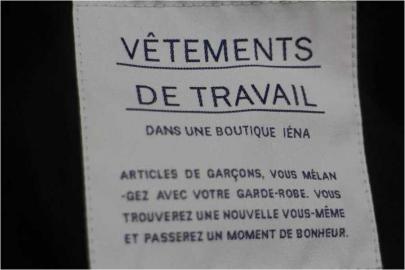 VÊTEMENTS
DE TRAVAIL
DANS UNE BOUTIQUE IÉNA
ARTICLES DE GARÇONS, VOUS MÉLAN
-GEZ AVEC VOTRE GARDE-ROBE. VOUS
TROUVEREZ UNE NOUVELLE VOUS-MÊME
ET PASSEREZ UN MOMENT DE BONHEUR.